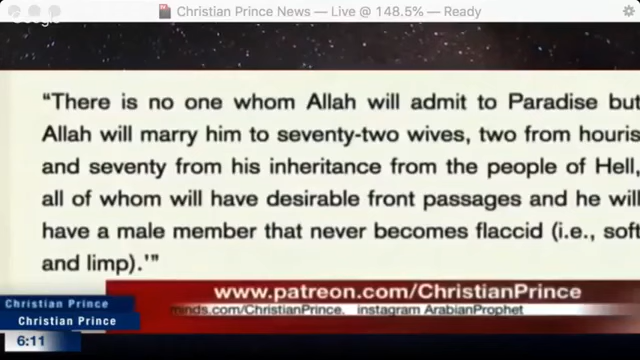 Christian Prince News — Live @ 148.5% — Ready
Google
"There is no one whom Allah will admit to Paradise but
Allah will marry him to seventy-two wives, two from houris
and seventy from his inheritance from the people of Hell,
all of whom will have desirable front passages and he will
have a male member that never becomes flaccid (i.e., soft
and limp).'"
www.patreon.com/ChristianPrince
minds.com/ChristianPrince. instagram ArabianProphet
Christian Prince
Christian Prince
6:11